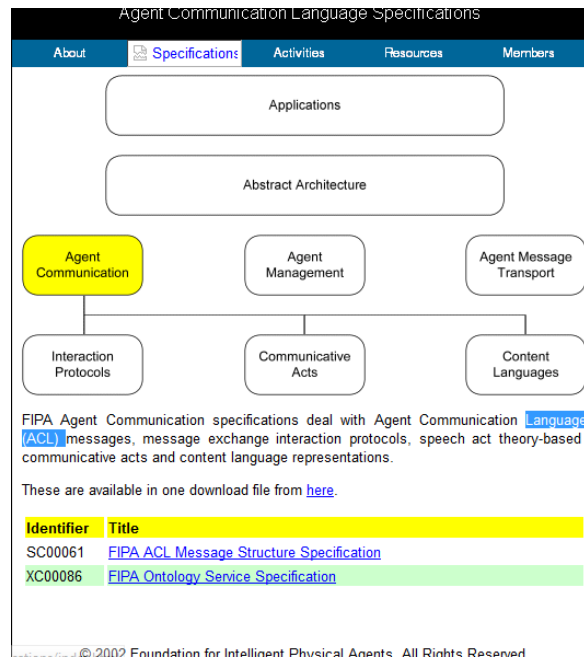 Agent Communication Language Specifications
About Specifications Activities Resources Members
Applications
Abstract Architecture
Agent Communication
Agent Management
Agent Message Transport
Interaction Protocols
Communicative Acts
Content Languages
FIPA Agent Communication specifications deal with Agent Communication Language
(ACL) messages, message exchange interaction protocols, speech act theory-based
communicative acts and content language representations.
These are available in one download file from here.
Identifier Title
SC00061 FIPA ACL Message Structure Specification
XC00086 FIPA Ontology Service Specification
© 2002 Foundation for Intelligent Physical Agents. All Rights Reserved